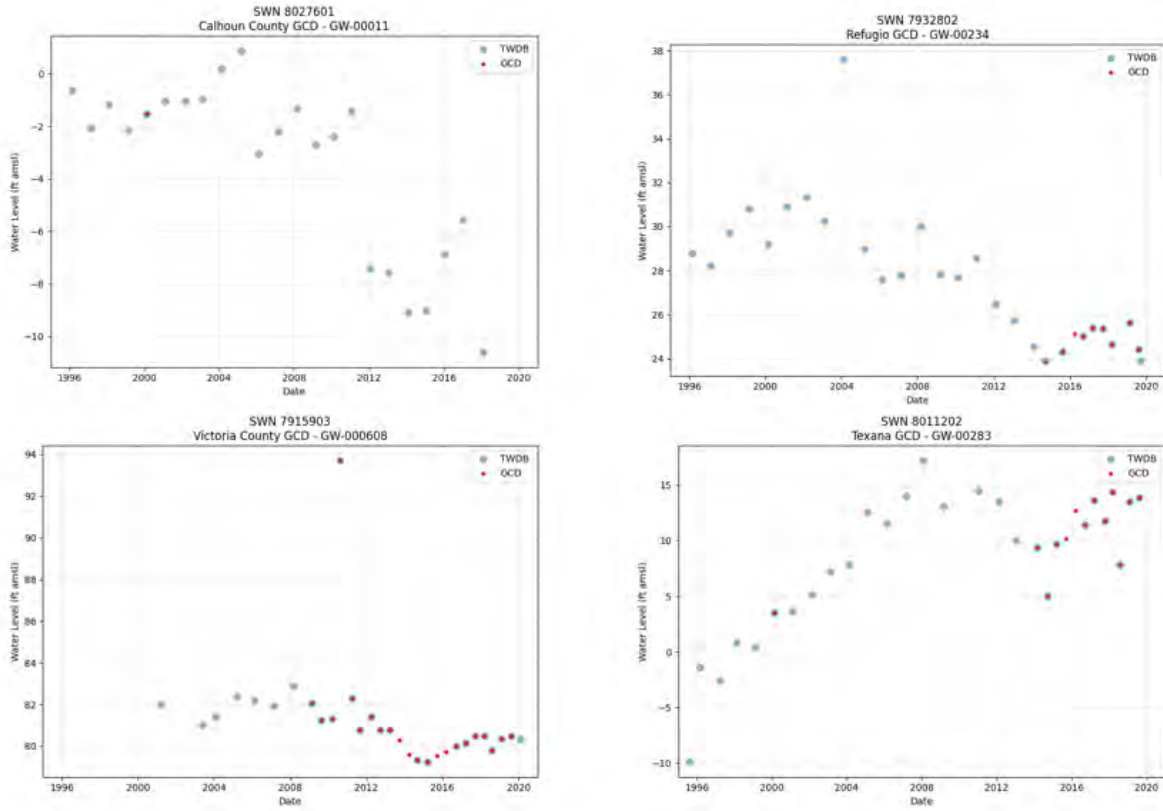 SWN 8027601
Calhoun County GCD - GW-00011
TWDB
GCD
0
−2
−4
−6
−8
−10
Water Level (ft amsl)
1996
2000
2004
2008
2012
2016
2020
Date
SWN 7932802
Refugio GCD - GW-00234
TWDB
GCD
38
36
34
32
30
28
26
24
Water Level (ft amsl)
1996
2000
2004
2008
2012
2016
2020
Date
SWN 7915903
Victoria County GCD - GW-000608
TWDB
GCD
94
92
90
88
86
84
82
80
Water Level (ft amsl)
1996
2000
2004
2008
2012
2016
2020
Date
SWN 8011202
Texana GCD - GW-00283
TWDB
GCD
15
10
5
0
−5
−10
Water Level (ft amsl)
1996
2000
2004
2008
2012
2016
2020
Date